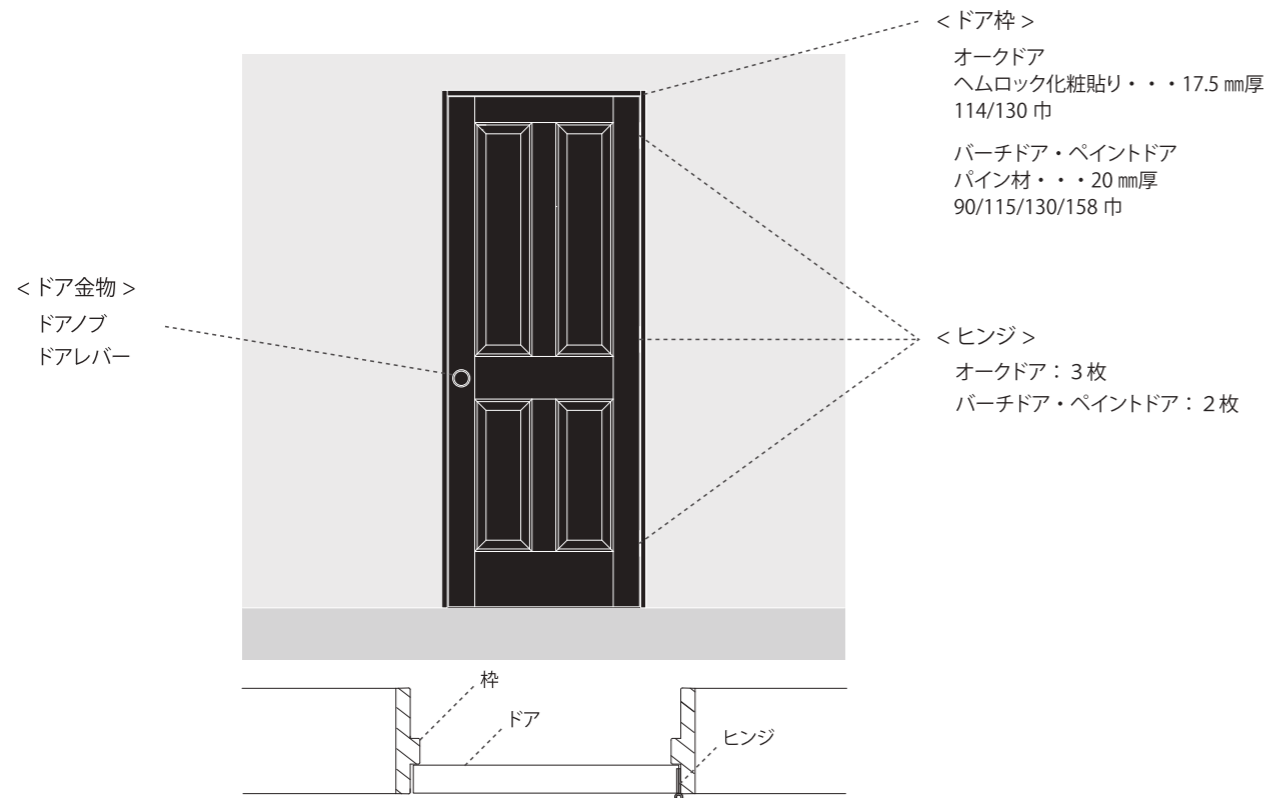 < ドア枠 >
オークドア
ヘムロック化粧貼り・・・17.5 ㎜厚
114/130 巾
バーチドア・ペイントドア
パイン材・・・20 ㎜厚
90/115/130/158 巾
< ドア金物 >
ドアノブ
ドアレバー
< ヒンジ >
オークドア：３枚
バーチドア・ペイントドア：２枚
枠
ドア
ヒンジ